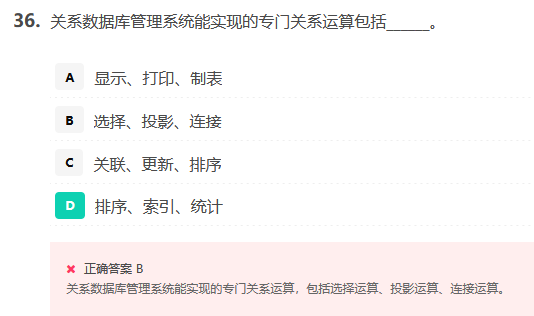 36. 关系数据库管理系统能实现的专门关系运算包括______。
A 显示、打印、制表
B 选择、投影、连接
C 关联、更新、排序
D 排序、索引、统计
✖ 正确答案 B
关系数据库管理系统能实现的专门关系运算，包括选择运算、投影运算、连接运算。